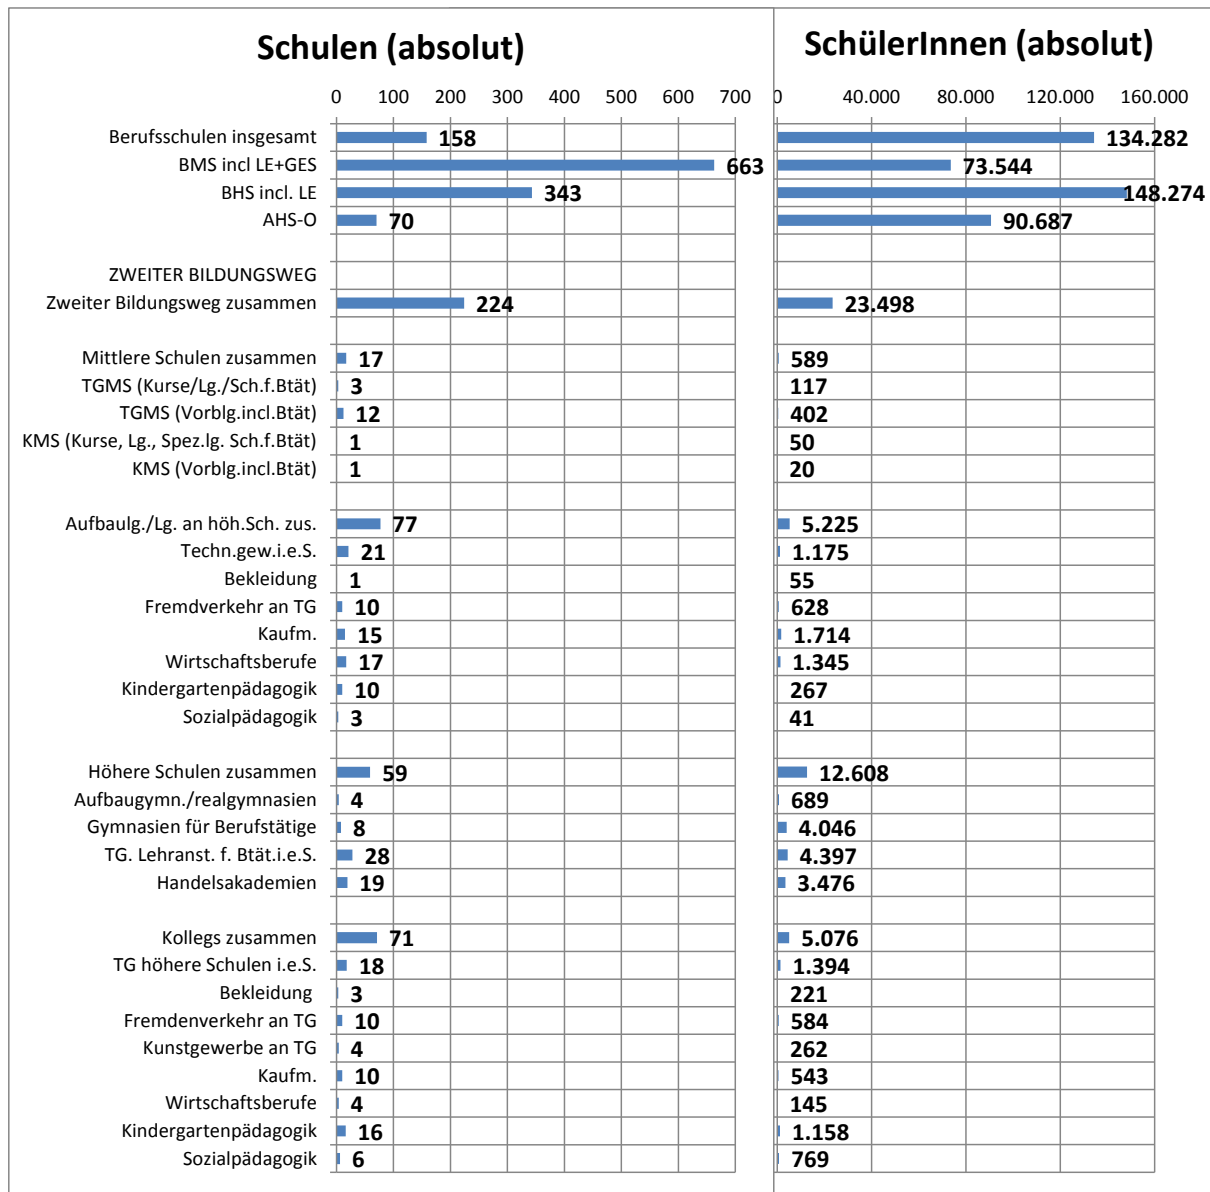 Schulen (absolut) SchülerInnen (absolut)
0 100 200 300 400 500 600 700 0 40.000 80.000 120.000 160.000
Berufsschulen insgesamt 158 134.282
BMS incl LE+GES 663 73.544
BHS incl. LE 343 148.274
AHS-O 70 90.687
ZWEITER BILDUNGSWEG
Zweiter Bildungsweg zusammen 224 23.498
Mittlere Schulen zusammen 17 589
TGMS (Kurse/Lg./Sch.f.Btät) 3 117
TGMS (Vorblg.incl.Btät) 12 402
KMS (Kurse, Lg., Spez.lg. Sch.f.Btät) 1 50
KMS (Vorblg.incl.Btät) 1 20
Aufbaulg./Lg. an höh.Sch. zus. 77 5.225
Techn.gew.i.e.S. 21 1.175
Bekleidung 1 55
Fremdverkehr an TG 10 628
Kaufm. 15 1.714
Wirtschaftsberufe 17 1.345
Kindergartenpädagogik 10 267
Sozialpädagogik 3 41
Höhere Schulen zusammen 59 12.608
Aufbaugymn./realgymnasien 4 689
Gymnasien für Berufstätige 8 4.046
TG. Lehranst. f. Btät.i.e.S. 28 4.397
Handelsakademien 19 3.476
Kollegs zusammen 71 5.076
TG höhere Schulen i.e.S. 18 1.394
Bekleidung 3 221
Fremdenverkehr an TG 10 584
Kunstgewerbe an TG 4 262
Kaufm. 10 543
Wirtschaftsberufe 4 145
Kindergartenpädagogik 16 1.158
Sozialpädagogik 6 769